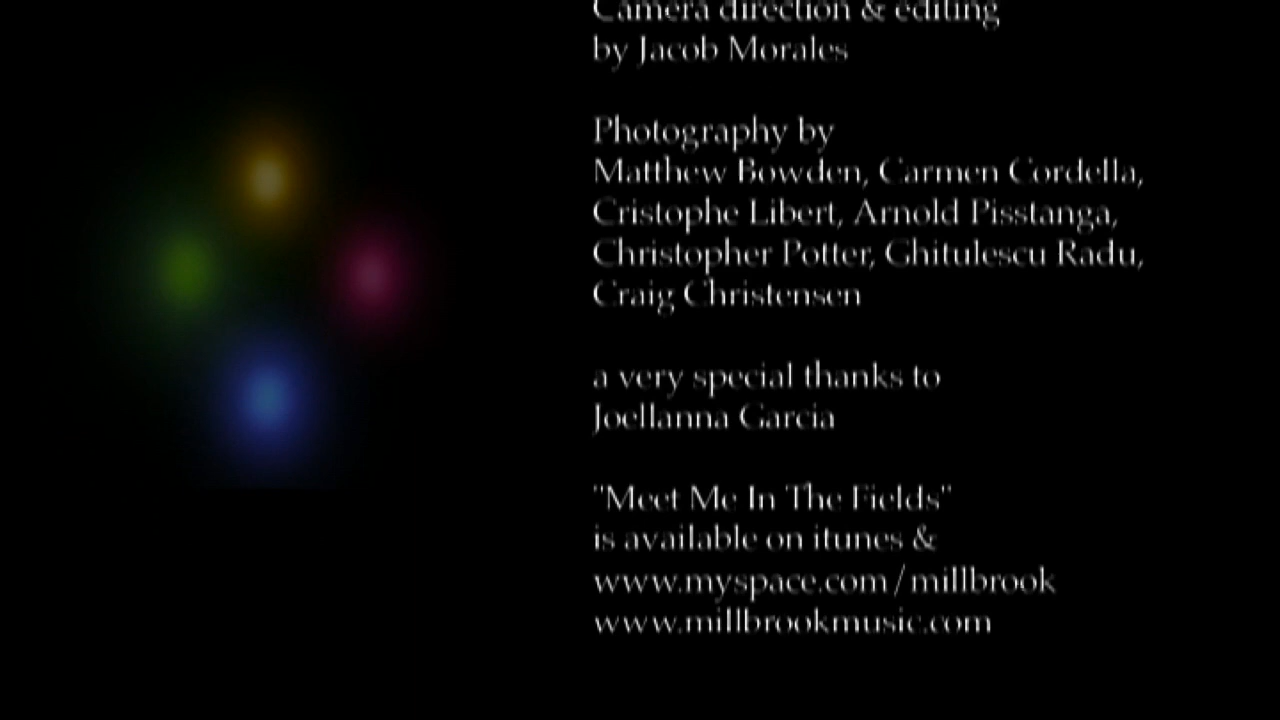 Camera direction & editing
by Jacob Morales
Photography by
Matthew Bowden, Carmen Cordella,
Cristophe Libert, Arnold Pisstanga,
Christopher Potter, Ghitulescu Radu,
Craig Christensen
a very special thanks to
Joellanna Garcia
"Meet Me In The Fields"
is available on itunes &
www.myspace.com/millbrook
www.millbrookmusic.com